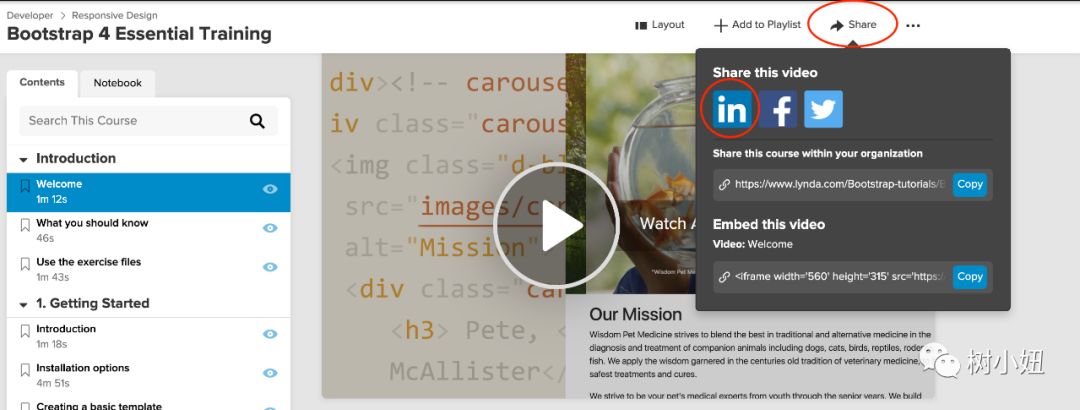 Developer > Responsive Design
Bootstrap 4 Essential Training
Layout
Add to Playlist
Share
Contents
Notebook
Search This Course
Introduction
Welcome
1m 12s
What you should know
46s
Use the exercise files
1m 43s
1. Getting Started
Introduction
1m 18s
Installation options
4m 51s
Creating a basic template
div><!-- carouse
iv class="carous
<img class="d-bl
src="images/car
alt="Mission"
<div class="car
<h3> Pete,
McAllister</
Watch A
"Wisdom Pet Med
Our Mission
Wisdom Pet Medicine strives to blend the best in traditional and alternative medicine in the
diagnosis and treatment of companion animals including dogs, cats, birds, reptiles, rode
fish. We apply the wisdom garnered in the centuries old tradition of veterinary medicine,
safest treatments and cures.
We strive to be your pet's medical experts from youth through the senior years. We build
Share this video
in
f
Share this course within your organization
https://www.lynda.com/Bootstrap-tutorials/B
Copy
Embed this video
Video: Welcome
<iframe width='560' height='315' src='https:/
Copy
树小妞